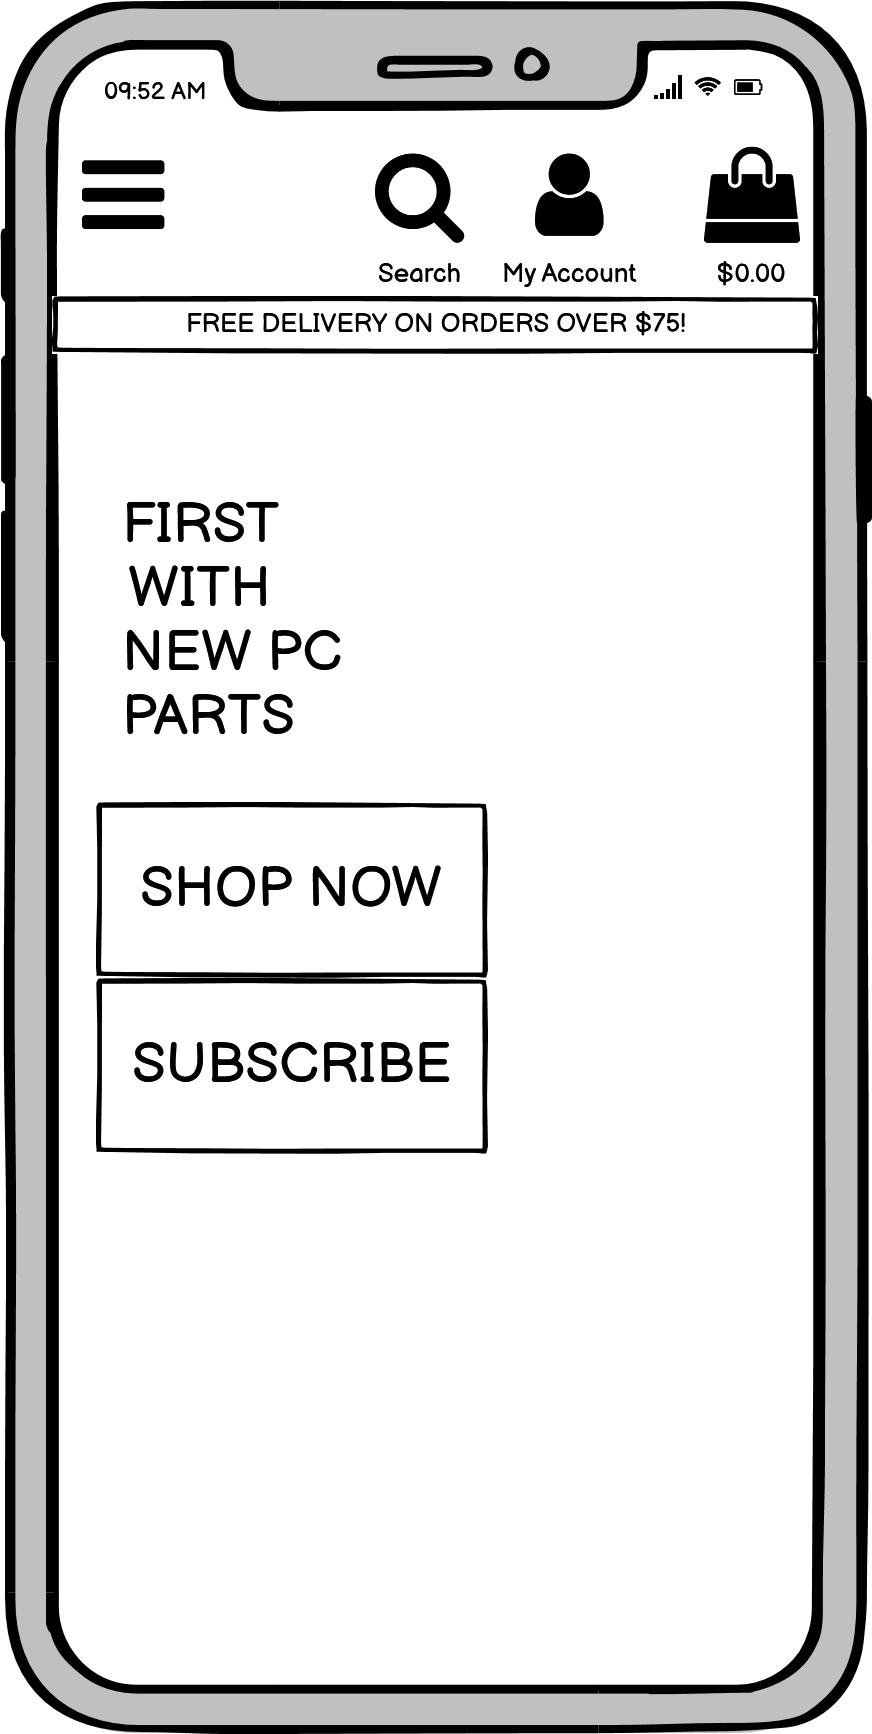 09:52 AM
Search
My Account
$0.00
FREE DELIVERY ON ORDERS OVER $75!
FIRST
WITH
NEW PC
PARTS
SHOP NOW
SUBSCRIBE